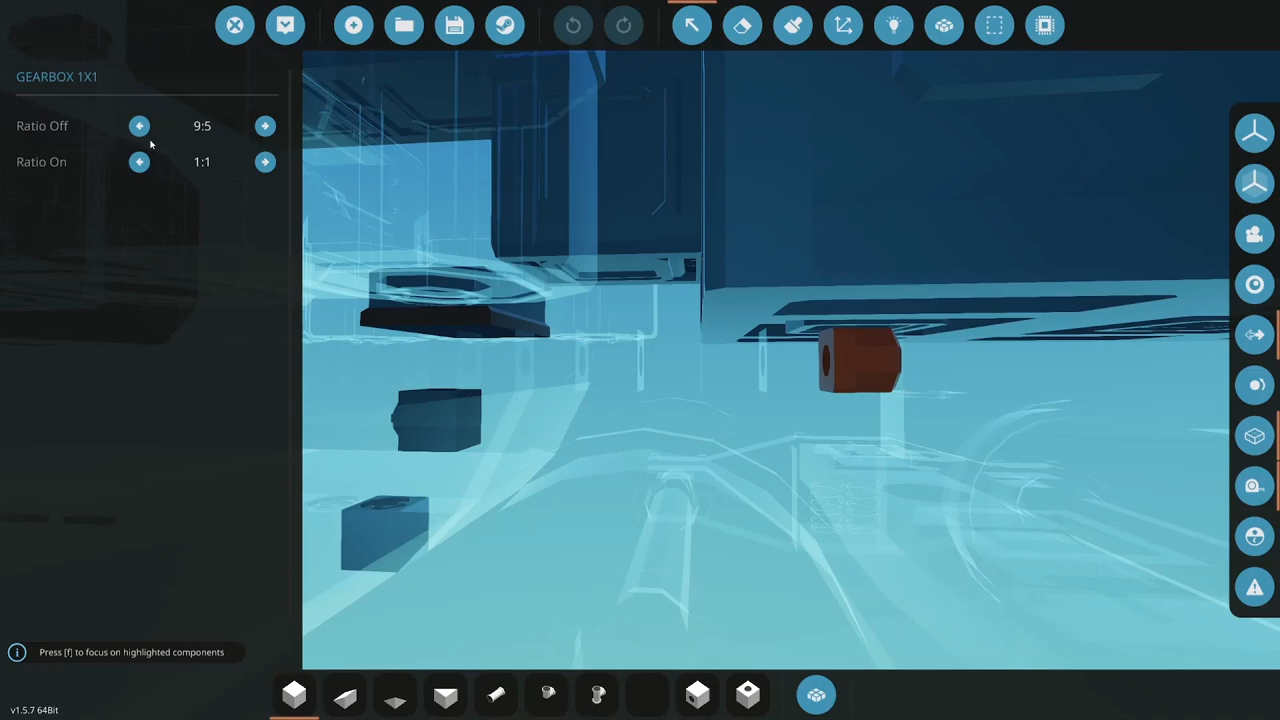 GEARBOX 1X1
Ratio Off 9:5
Ratio On 1:1
Press [f] to focus on highlighted components
v1.5.7 64Bit